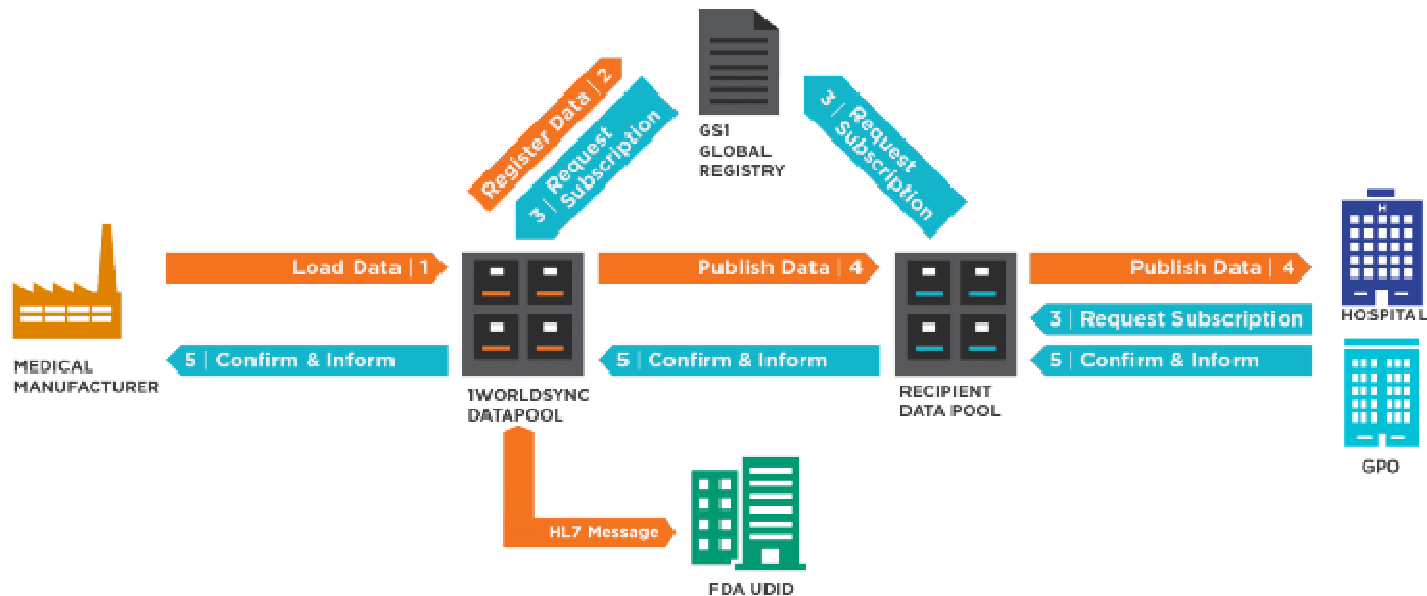 GS1
GLOBAL
REGISTRY
Register Data | 2
3 | Request
Subscription
3 | Request
Subscription
Load Data | 1
Publish Data | 4
Publish Data | 4
H
HOSPITAL
3 | Request Subscription
5 | Confirm & Inform
5 | Confirm & Inform
5 | Confirm & Inform
MEDICAL
MANUFACTURER
1WORLDSYNC
DATAPOOL
RECIPIENT
DATA POOL
GPO
HL7 Message
FDA UDID